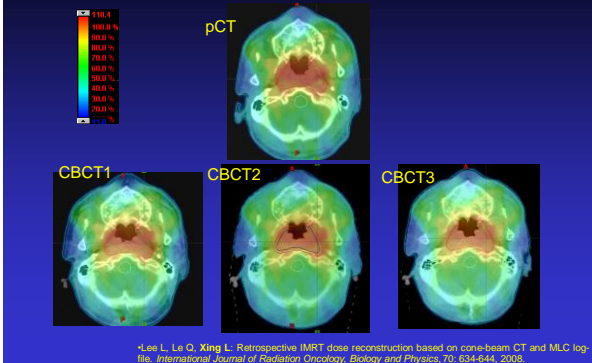 110.4
100.0 %
90.0 %
80.0 %
70.0 %
60.0 %
50.0 %
40.0 %
30.0 %
20.0 %
pCT
CBCT1
CBCT2
CBCT3
•Lee L, Le Q, Xing L: Retrospective IMRT dose reconstruction based on cone-beam CT and MLC log-
file. International Journal of Radiation Oncology, Biology and Physics,70: 634-644, 2008.